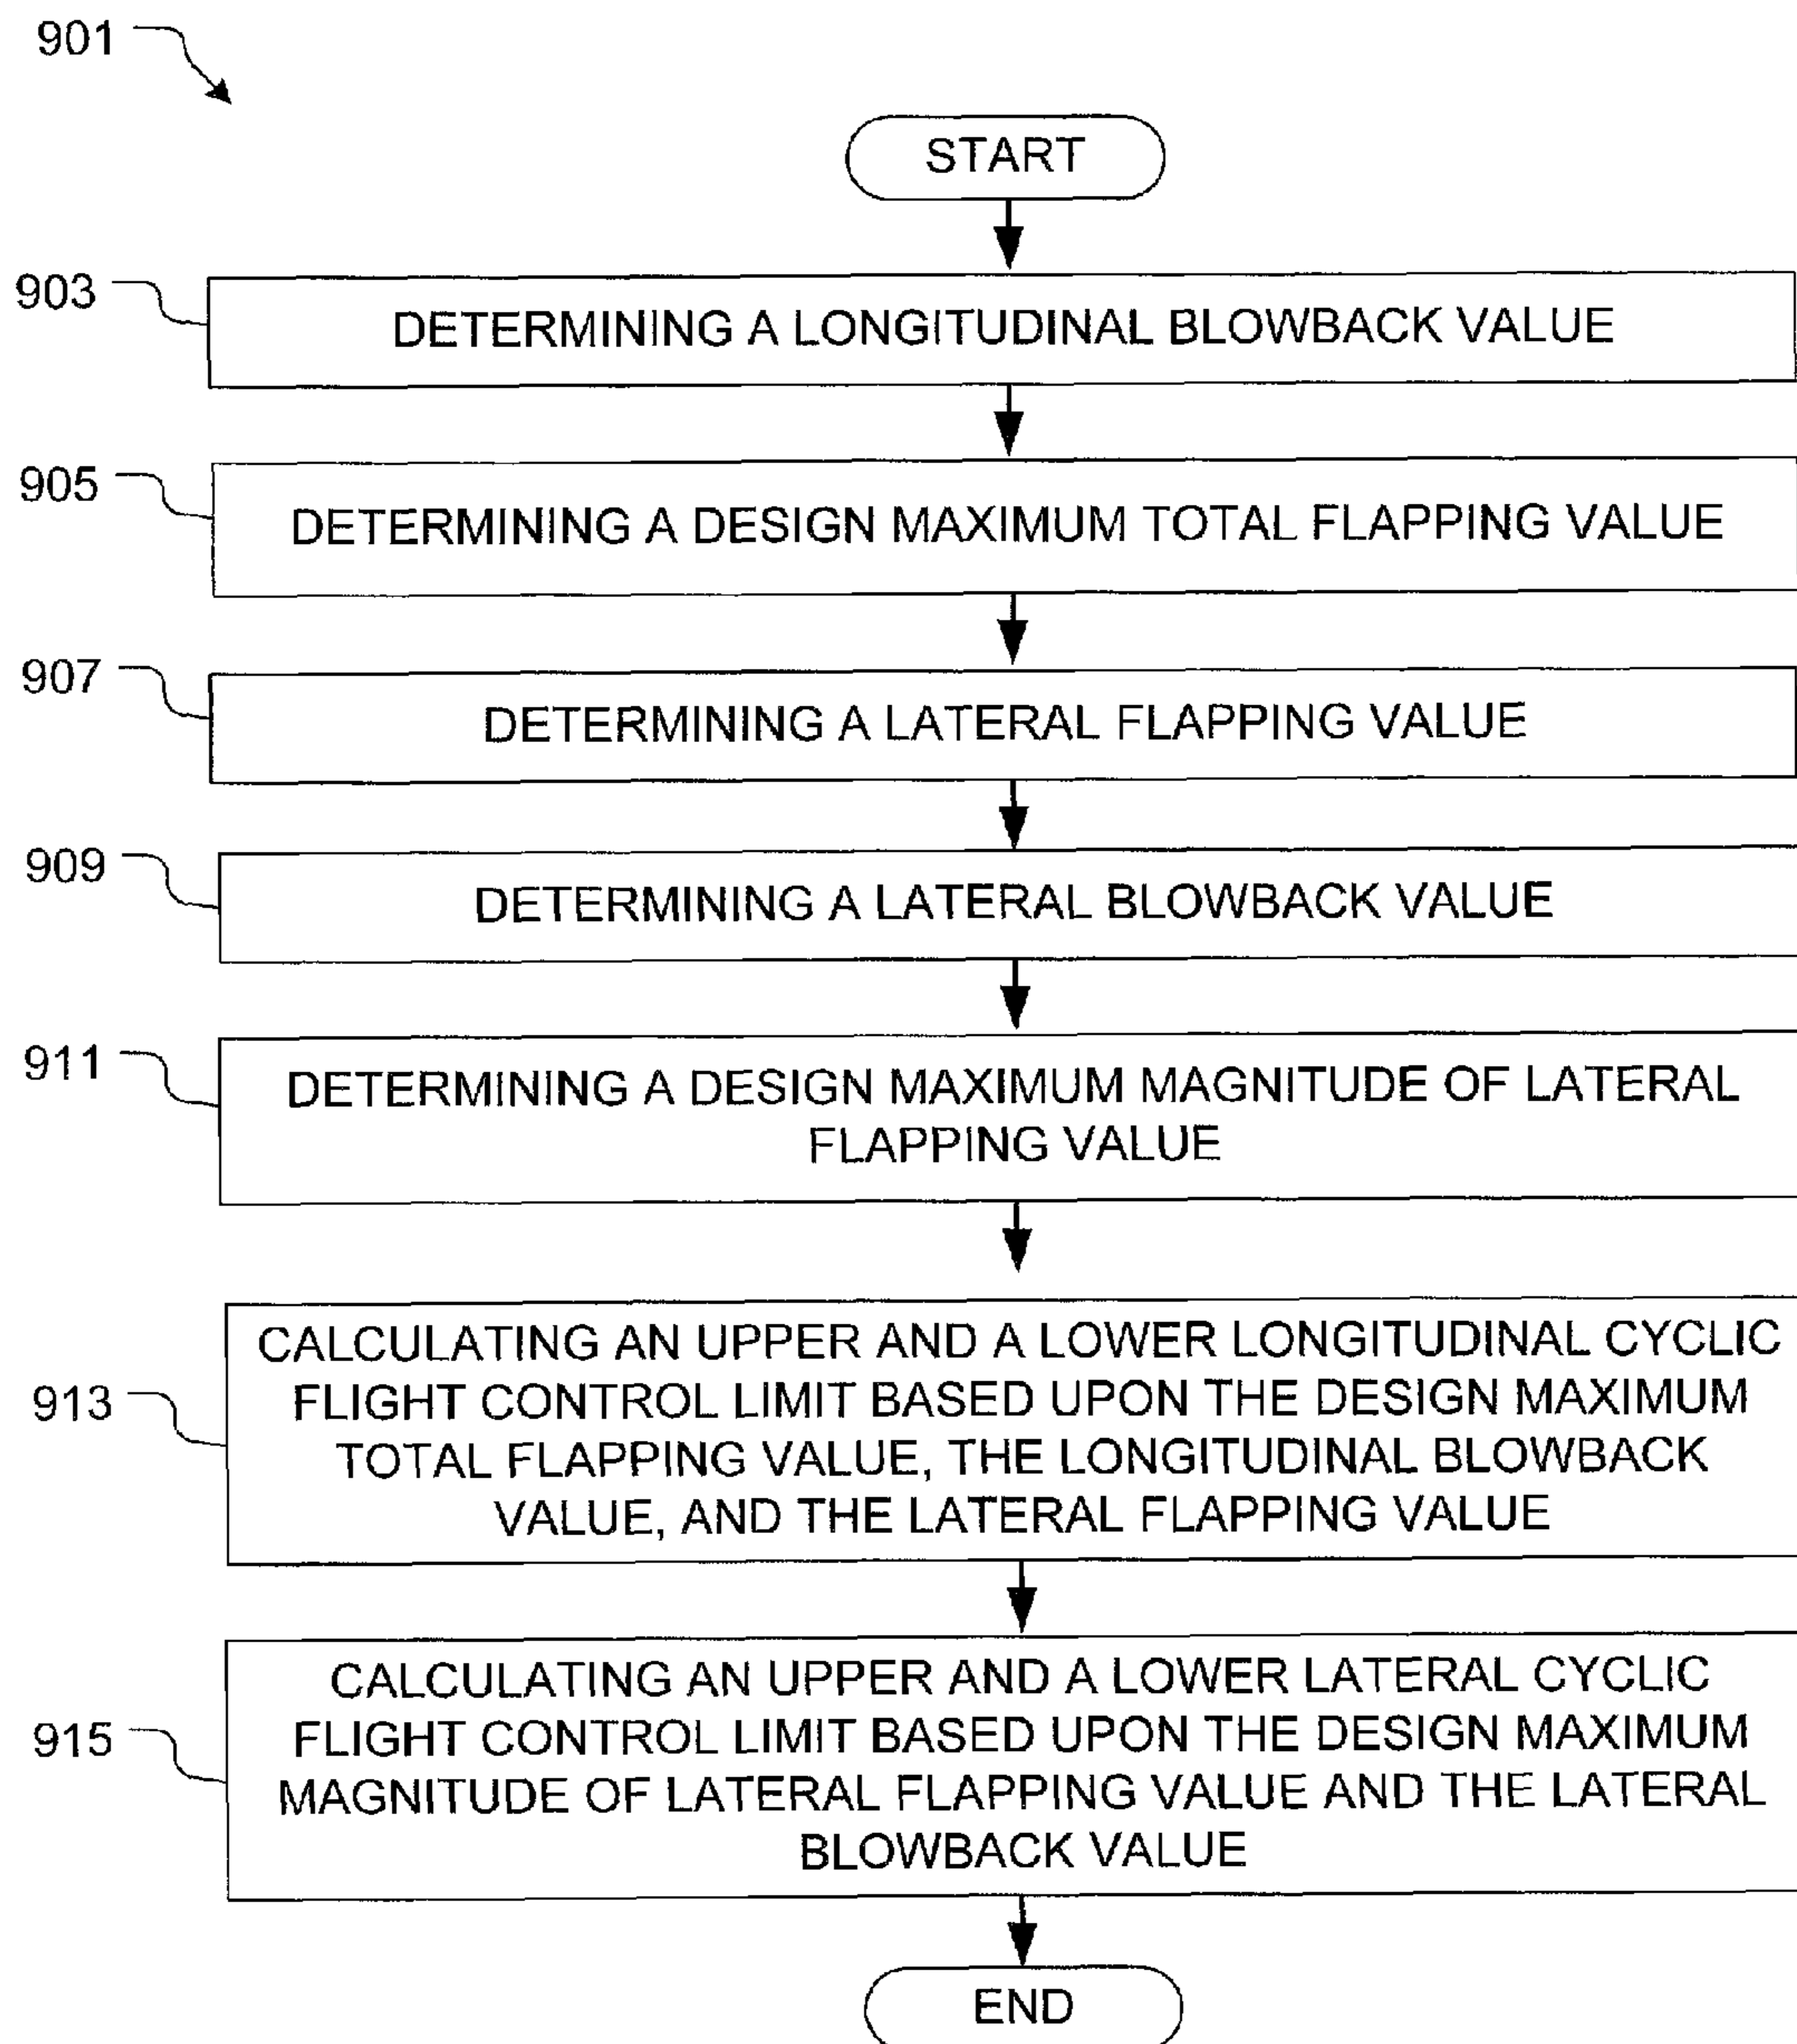 901
START
903
DETERMINING A LONGITUDINAL BLOWBACK VALUE
905
DETERMINING A DESIGN MAXIMUM TOTAL FLAPPING VALUE
907
DETERMINING A LATERAL FLAPPING VALUE
909
DETERMINING A LATERAL BLOWBACK VALUE
911
DETERMINING A DESIGN MAXIMUM MAGNITUDE OF LATERAL
FLAPPING VALUE
913
CALCULATING AN UPPER AND A LOWER LONGITUDINAL CYCLIC
FLIGHT CONTROL LIMIT BASED UPON THE DESIGN MAXIMUM
TOTAL FLAPPING VALUE, THE LONGITUDINAL BLOWBACK
VALUE, AND THE LATERAL FLAPPING VALUE
915
CALCULATING AN UPPER AND A LOWER LATERAL CYCLIC
FLIGHT CONTROL LIMIT BASED UPON THE DESIGN MAXIMUM
MAGNITUDE OF LATERAL FLAPPING VALUE AND THE LATERAL
BLOWBACK VALUE
END